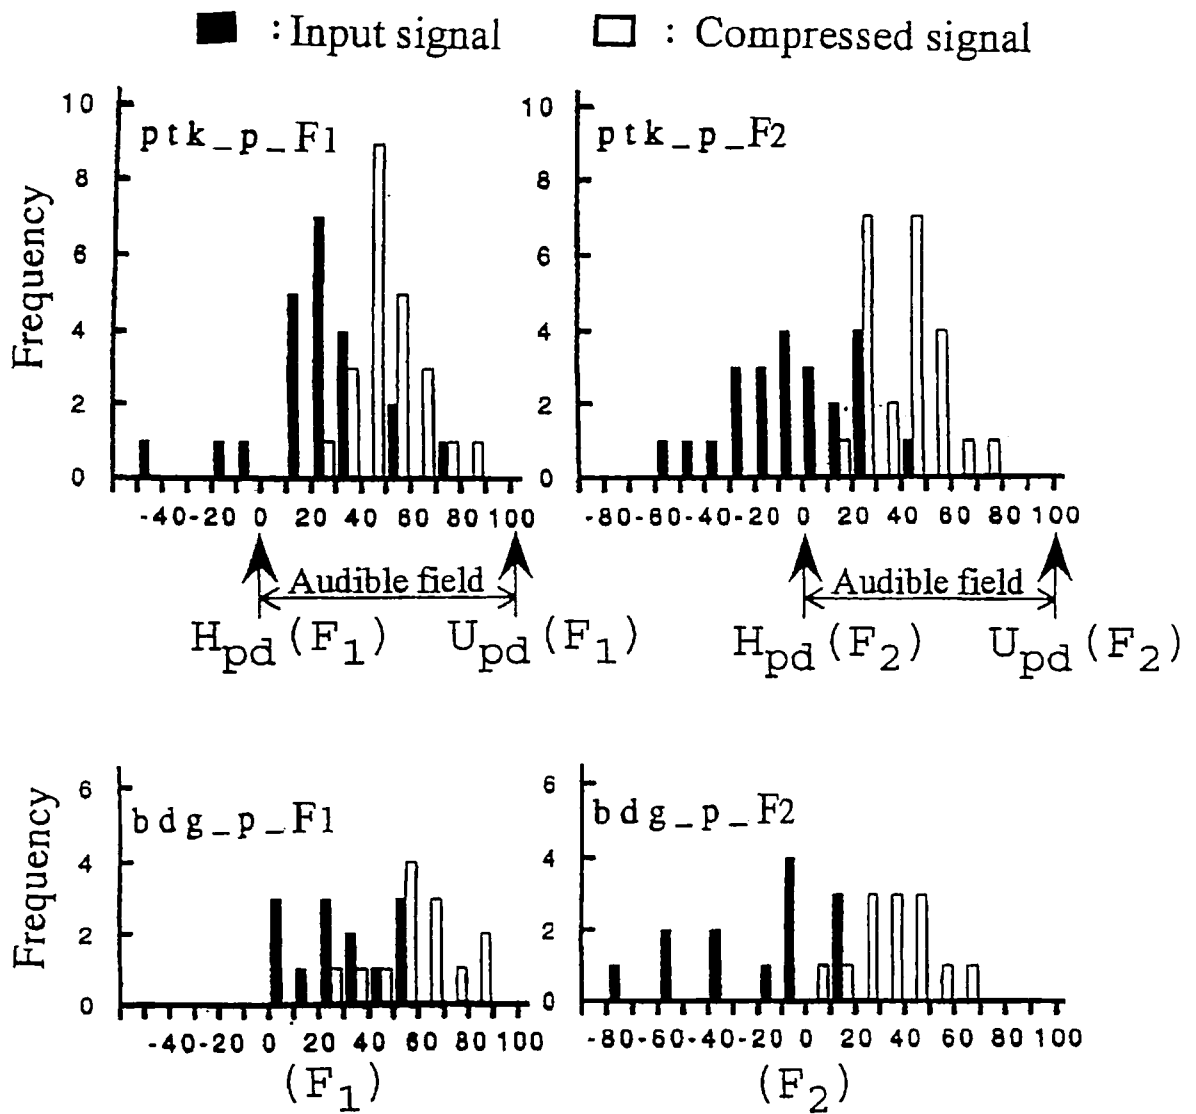 : Input signal : Compressed signal
ptk_p_F1
Frequency
10
8
6
4
2
0
-40 -20 0 20 40 60 80 100
Audible field
Hpd(F1) Upd(F1)
ptk_p_F2
10
8
6
4
2
0
-80 -60 -40 -20 0 20 40 60 80 100
Audible field
Hpd(F2) Upd(F2)
bdg_p_F1
Frequency
6
4
2
0
-40 -20 0 20 40 60 80 100
(F1)
bdg_p_F2
6
4
2
0
-80 -60 -40 -20 0 20 40 60 80 100
(F2)